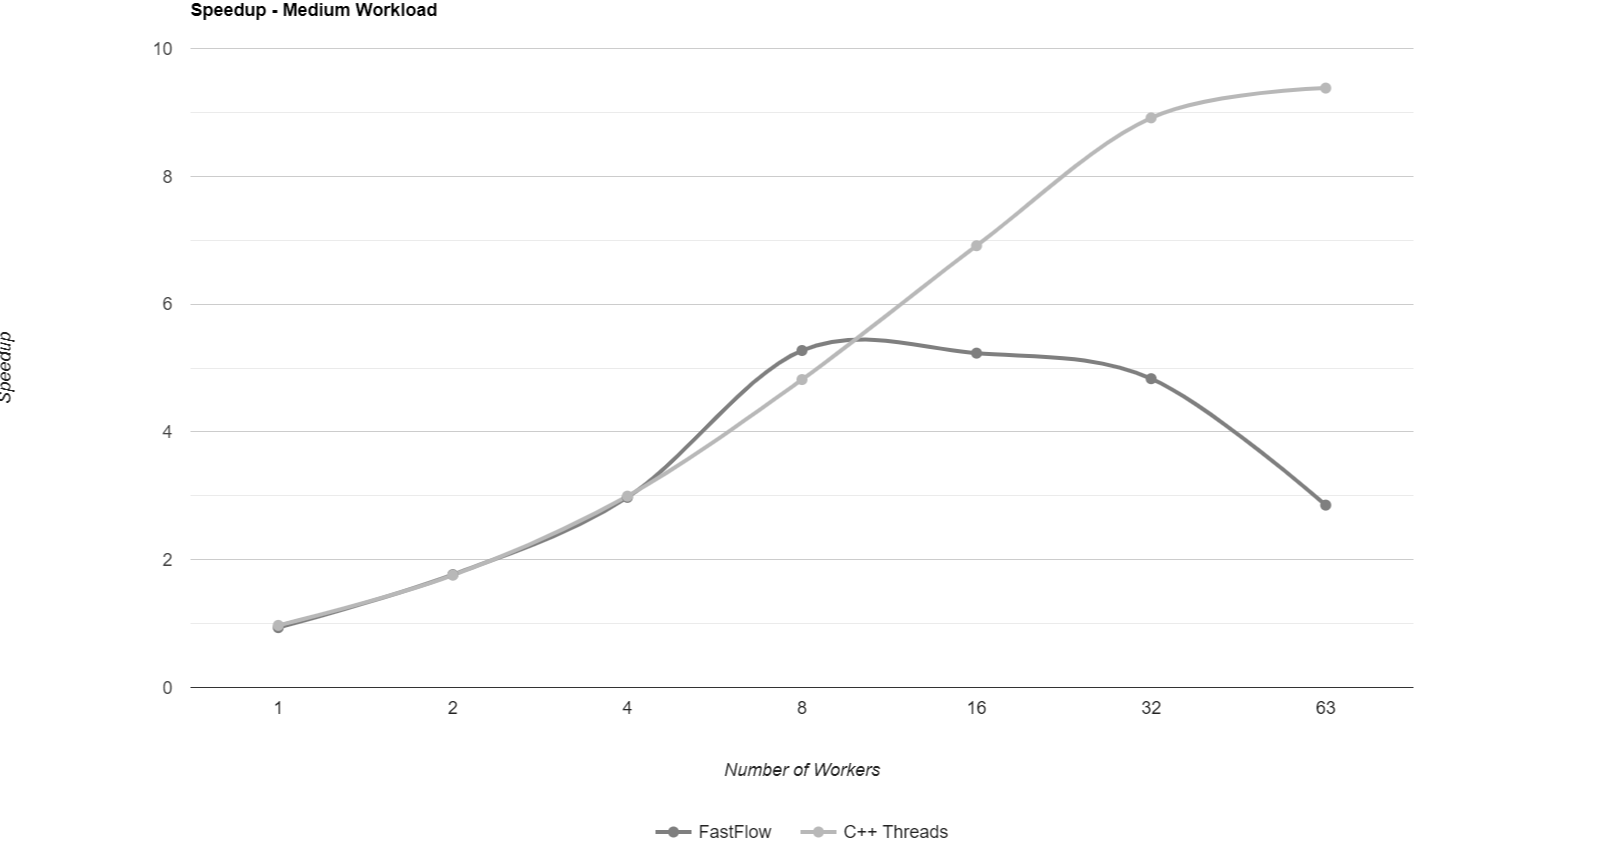 Speedup - Medium Workload
10
8
6
4
2
0
Speedup
1 2 4 8 16 32 63
Number of Workers
FastFlow C++ Threads